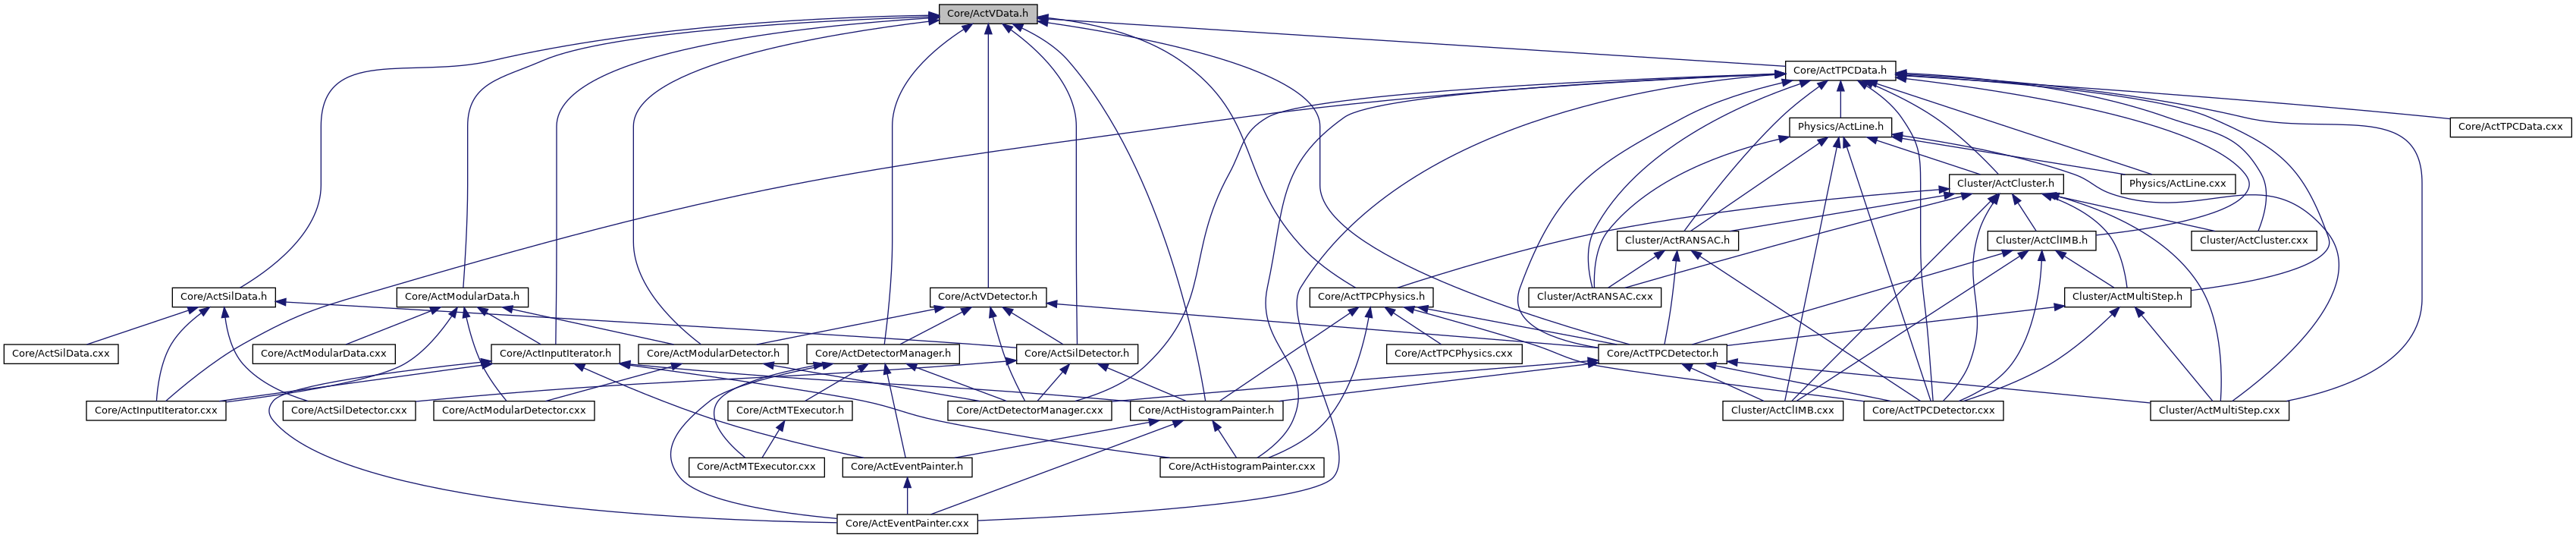 Core/ActVData.h
Core/ActTPCData.h
Physics/ActLine.h
Core/ActTPCData.cxx
Cluster/ActCluster.h
Physics/ActLine.cxx
Cluster/ActRANSAC.h
Cluster/ActClIMB.h
Cluster/ActCluster.cxx
Core/ActSilData.h
Core/ActModularData.h
Core/ActVDetector.h
Core/ActTPCPhysics.h
Cluster/ActRANSAC.cxx
Cluster/ActMultiStep.h
Core/ActSilData.cxx
Core/ActModularData.cxx
Core/ActInputIterator.h
Core/ActModularDetector.h
Core/ActDetectorManager.h
Core/ActSilDetector.h
Core/ActTPCPhysics.cxx
Core/ActTPCDetector.h
Core/ActInputIterator.cxx
Core/ActSilDetector.cxx
Core/ActModularDetector.cxx
Core/ActMTExecutor.h
Core/ActDetectorManager.cxx
Core/ActHistogramPainter.h
Cluster/ActClIMB.cxx
Core/ActTPCDetector.cxx
Cluster/ActMultiStep.cxx
Core/ActMTExecutor.cxx
Core/ActEventPainter.h
Core/ActHistogramPainter.cxx
Core/ActEventPainter.cxx